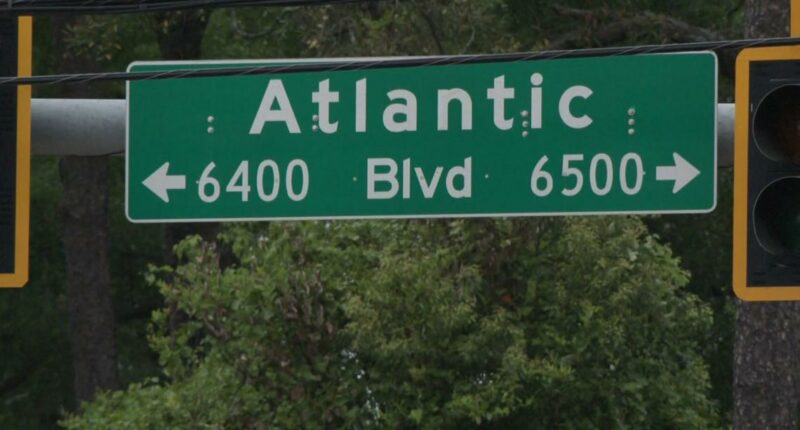 Atlantic
← 6400 Blvd 6500 →